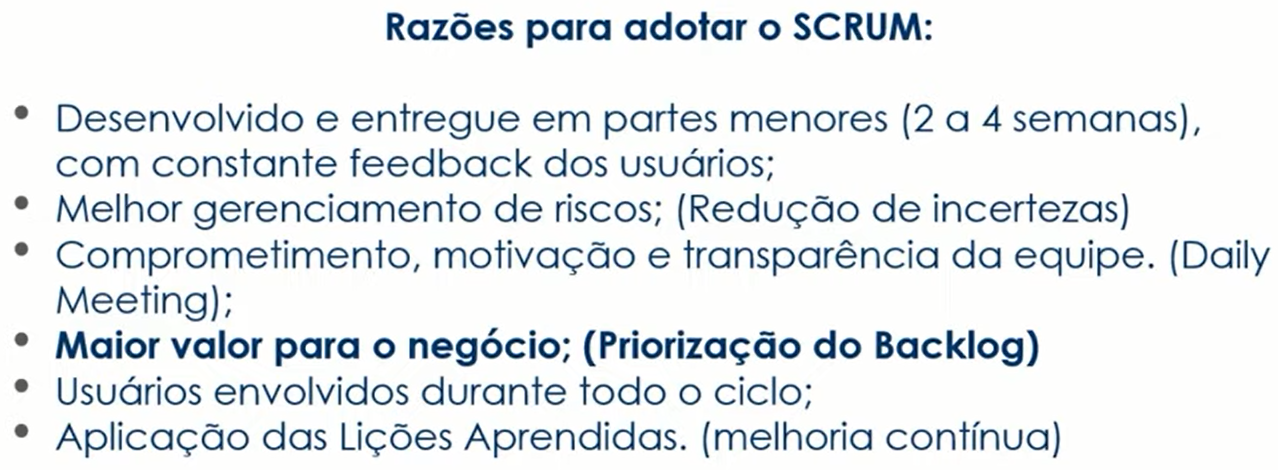 Razões para adotar o SCRUM:
• Desenvolvido e entregue em partes menores (2 a 4 semanas),
com constante feedback dos usuários;
• Melhor gerenciamento de riscos; (Redução de incertezas)
• Comprometimento, motivação e transparência da equipe. (Daily
Meeting);
• Maior valor para o negócio; (Priorização do Backlog)
• Usuários envolvidos durante todo o ciclo;
• Aplicação das Lições Aprendidas. (melhoria contínua)